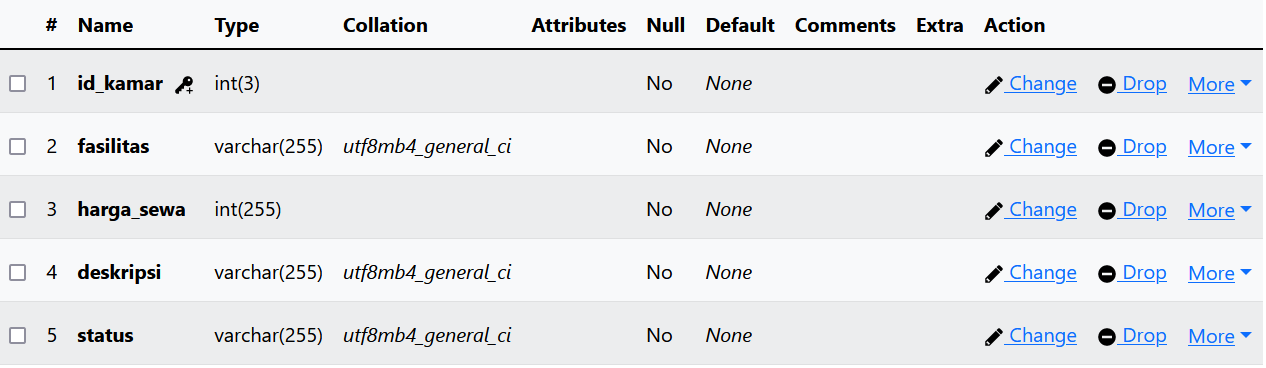 # Name Type Collation Attributes Null Default Comments Extra Action
1 id_kamar int(3) No None Change Drop More
2 fasilitas varchar(255) utf8mb4_general_ci No None Change Drop More
3 harga_sewa int(255) No None Change Drop More
4 deskripsi varchar(255) utf8mb4_general_ci No None Change Drop More
5 status varchar(255) utf8mb4_general_ci No None Change Drop More